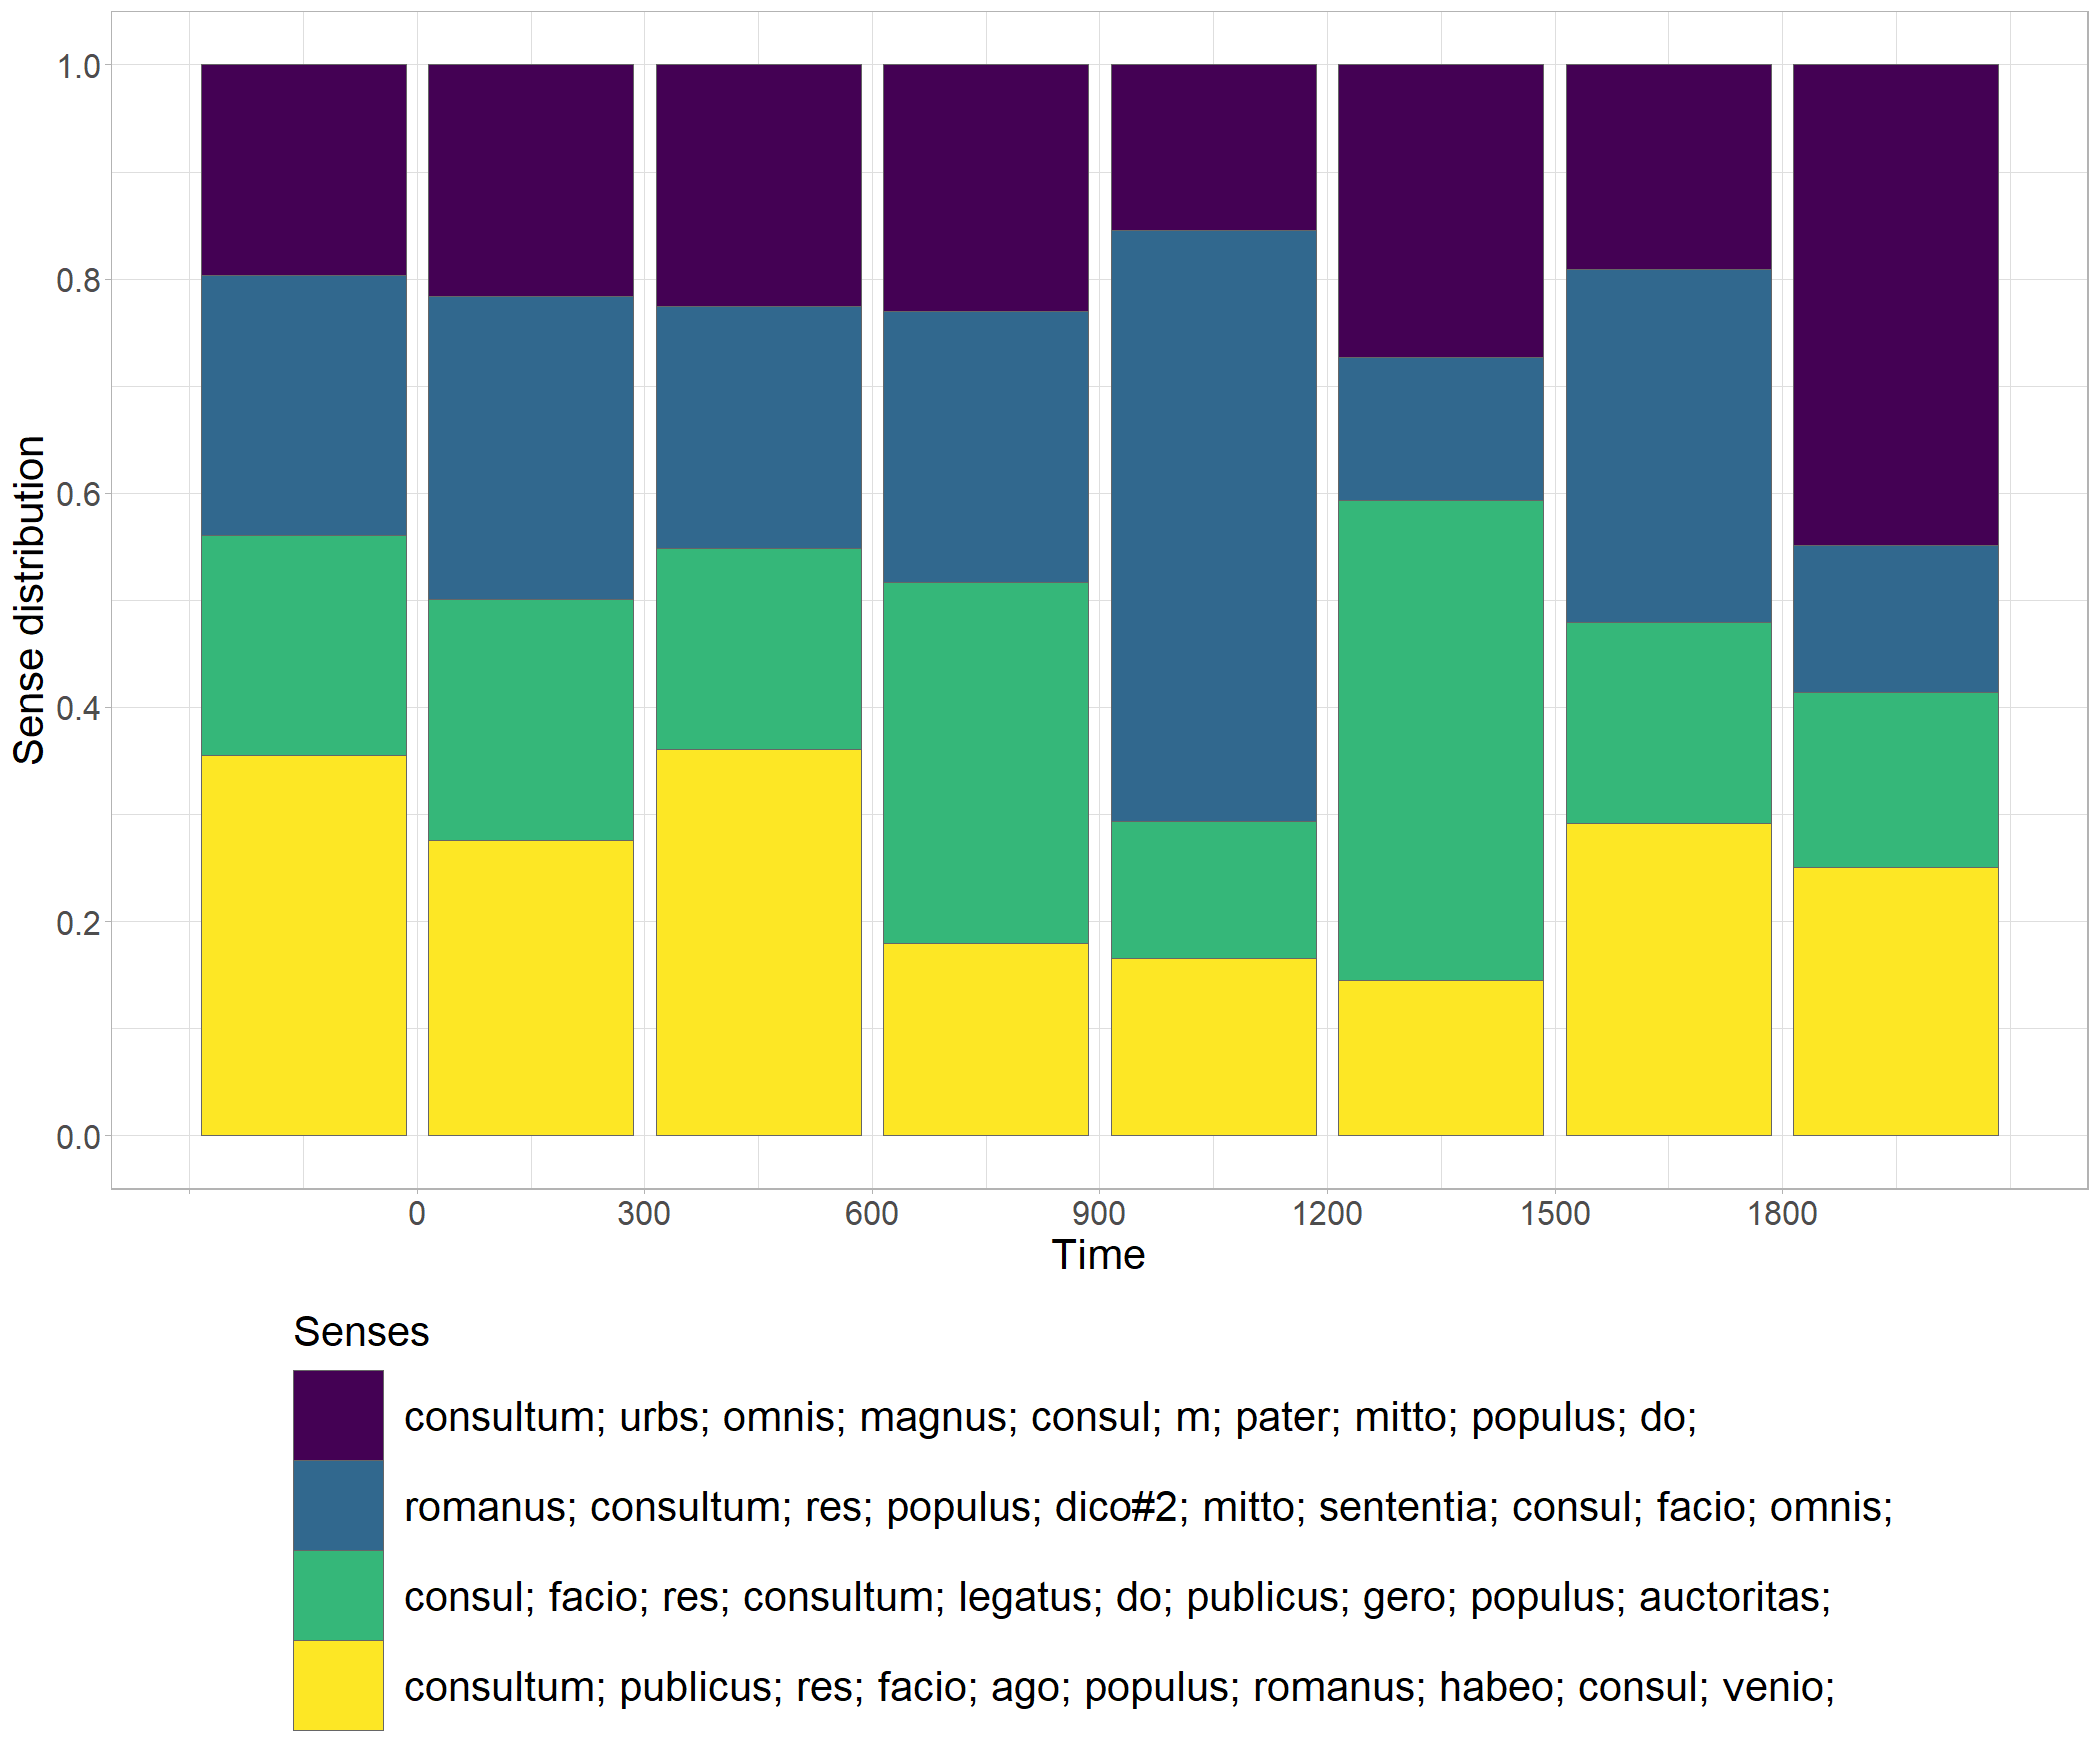 1.0
0.8
0.6
0.4
0.2
0.0
Sense distribution
0 300 600 900 1200 1500 1800
Time
Senses
consultum; urbs; omnis; magnus; consul; m; pater; mitto; populus; do;
romanus; consultum; res; populus; dico#2; mitto; sententia; consul; facio; omnis;
consul; facio; res; consultum; legatus; do; publicus; gero; populus; auctoritas;
consultum; publicus; res; facio; ago; populus; romanus; habeo; consul; venio;